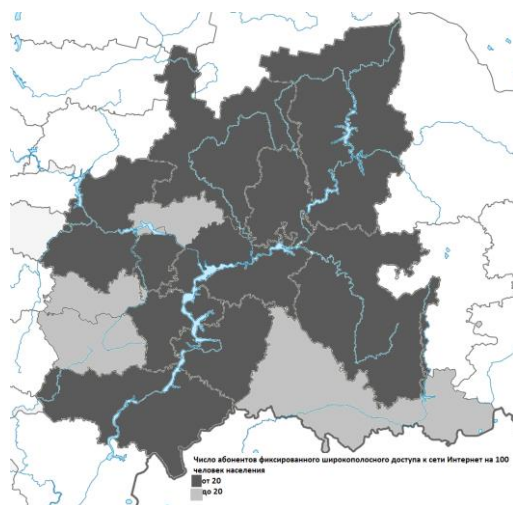 Число абонентов фиксированного широкополосного доступа к сети Интернет на 100
человек населения
от 20
до 20